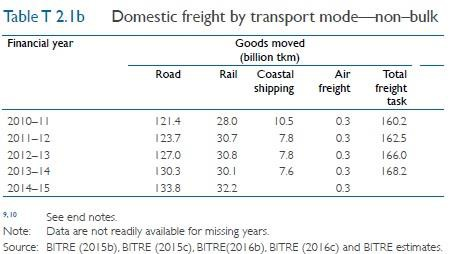 Table T 2.1b Domestic freight by transport mode—non–bulk
Financial year Goods moved
(billion tkm)
Road Rail Coastal shipping Air freight Total freight task
2010–11 121.4 28.0 10.5 0.3 160.2
2011–12 123.7 30.7 7.8 0.3 162.5
2012–13 127.0 30.8 7.8 0.3 166.0
2013–14 130.3 30.1 7.6 0.3 168.2
2014–15 133.8 32.2 0.3
9,10 See end notes.
Note: Data are not readily available for missing years.
Source: BITRE (2015b), BITRE (2015c), BITRE(2016b), BITRE (2016c) and BITRE estimates.